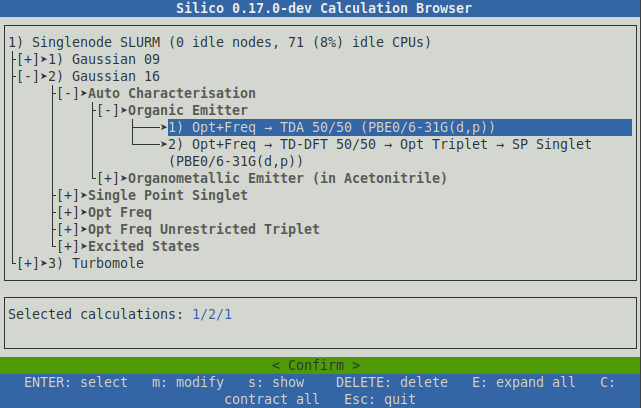 Silico 0.17.0-dev Calculation Browser
1) Singlenode SLURM (0 idle nodes, 71 (8%) idle CPUs)
[+]➤1) Gaussian 09
[-]➤2) Gaussian 16
[-]➤Auto Characterisation
[-]➤Organic Emitter
➤1) Opt+Freq → TDA 50/50 (PBE0/6-31G(d,p))
➤2) Opt+Freq → TD-DFT 50/50 → Opt Triplet → SP Singlet
(PBE0/6-31G(d,p))
[+]➤Organometallic Emitter (in Acetonitrile)
[+]➤Single Point Singlet
[+]➤Opt Freq
[+]➤Opt Freq Unrestricted Triplet
[+]➤Excited States
[+]➤3) Turbomole
Selected calculations: 1/2/1
< Confirm >
ENTER: select m: modify s: show DELETE: delete E: expand all C:
contract all Esc: quit